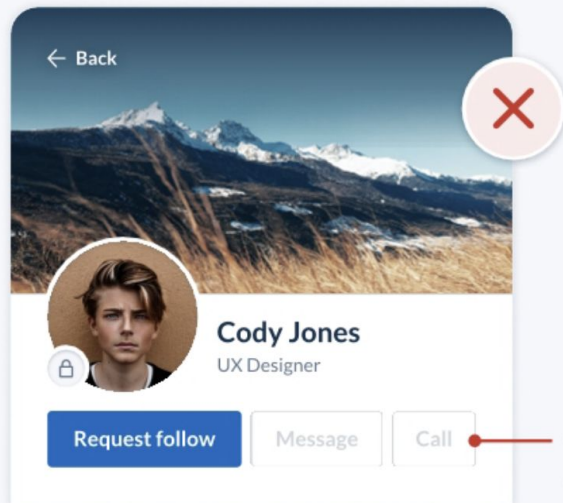 Back
Cody Jones
UX Designer
Request follow
Message
Call